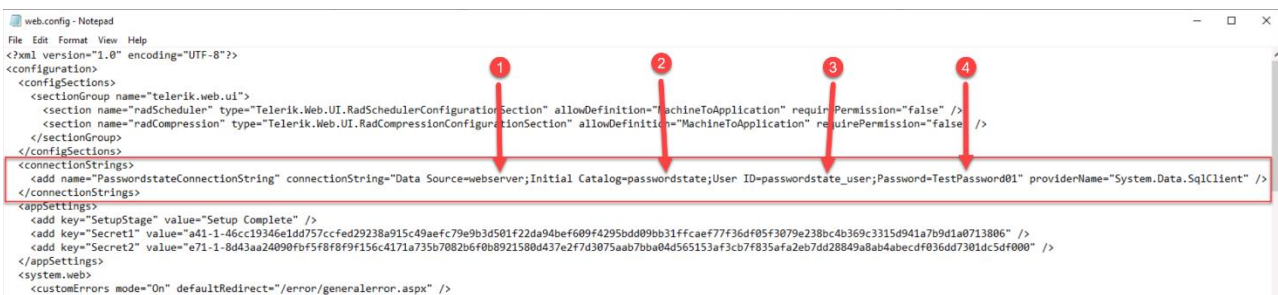 web.config - Notepad
File Edit Format View Help
<?xml version="1.0" encoding="UTF-8"?>
<configuration>
1 2 3 4
<configSections>
<sectionGroup name="telerik.web.ui">
<section name="radScheduler" type="Telerik.Web.UI.RadSchedulerConfigurationSection" allowDefinition="MachineToApplication" requirePermission="false" />
<section name="radCompression" type="Telerik.Web.UI.RadCompressionConfigurationSection" allowDefinition="MachineToApplication" requirePermission="false" />
</sectionGroup>
</configSections>
<connectionStrings>
<add name="PasswordstateConnectionString" connectionString="Data Source=webserver;Initial Catalog=passwordstate;User ID=passwordstate_user;Password=TestPassword01" providerName="System.Data.SqlClient" />
</connectionStrings>
<appSettings>
<add key="SetupStage" value="Setup Complete" />
<add key="Secret1" value="a41-1-46cc19346e1dd757ccfed29238a915c49aefc79e9b3d501f22da94bef609f4295bdd09bb31ffcaef77f36df05f3079e238bc4b369c3315d941a7b9d1a0713806" />
<add key="Secret2" value="e71-1-8d43aa24090fbf5f8f8f9f156c4171a735b7082b6f0b8921580d437e2f7d3075aab7bba04d565153af3cb7f835afa2eb7dd28849a8ab4abecdf036dd7301dc5df000" />
</appSettings>
<system.web>
<customErrors mode="On" defaultRedirect="/error/generalerror.aspx" />